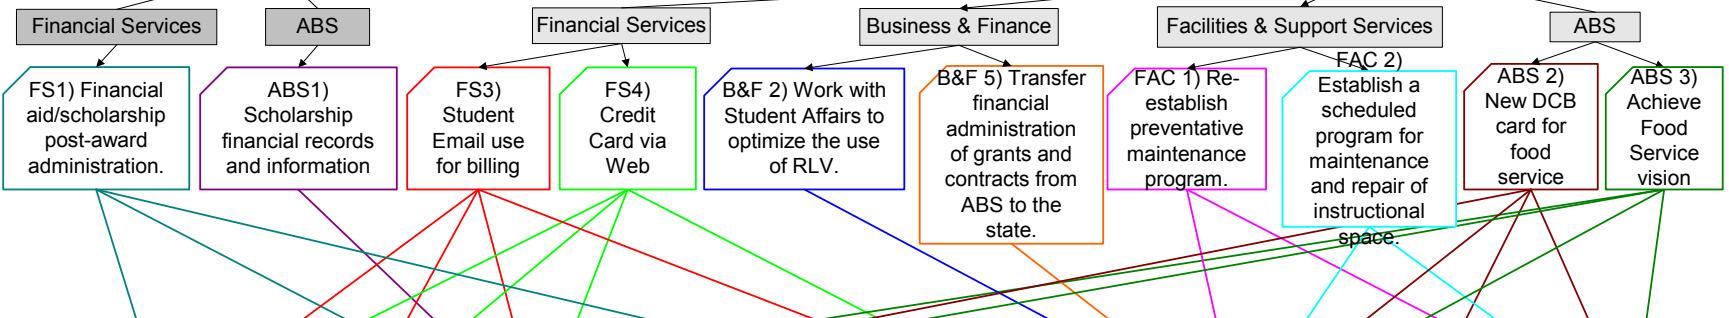 Financial Services
ABS
Financial Services
Business & Finance
Facilities & Support Services
ABS
FS1) Financial
aid/scholarship
post-award
administration.
ABS1)
Scholarship
financial records
and information
FS3)
Student
Email use
for billing
FS4)
Credit
Card via
Web
B&F 2) Work with
Student Affairs to
optimize the use
of RLV.
B&F 5) Transfer
financial
administration
of grants and
contracts from
ABS to the
state.
FAC 1) Re-
establish
preventative
maintenance
program.
FAC 2)
Establish a
scheduled
program for
maintenance
and repair of
instructional
space.
ABS 2)
New DCB
card for
food
service
ABS 3)
Achieve
Food
Service
vision